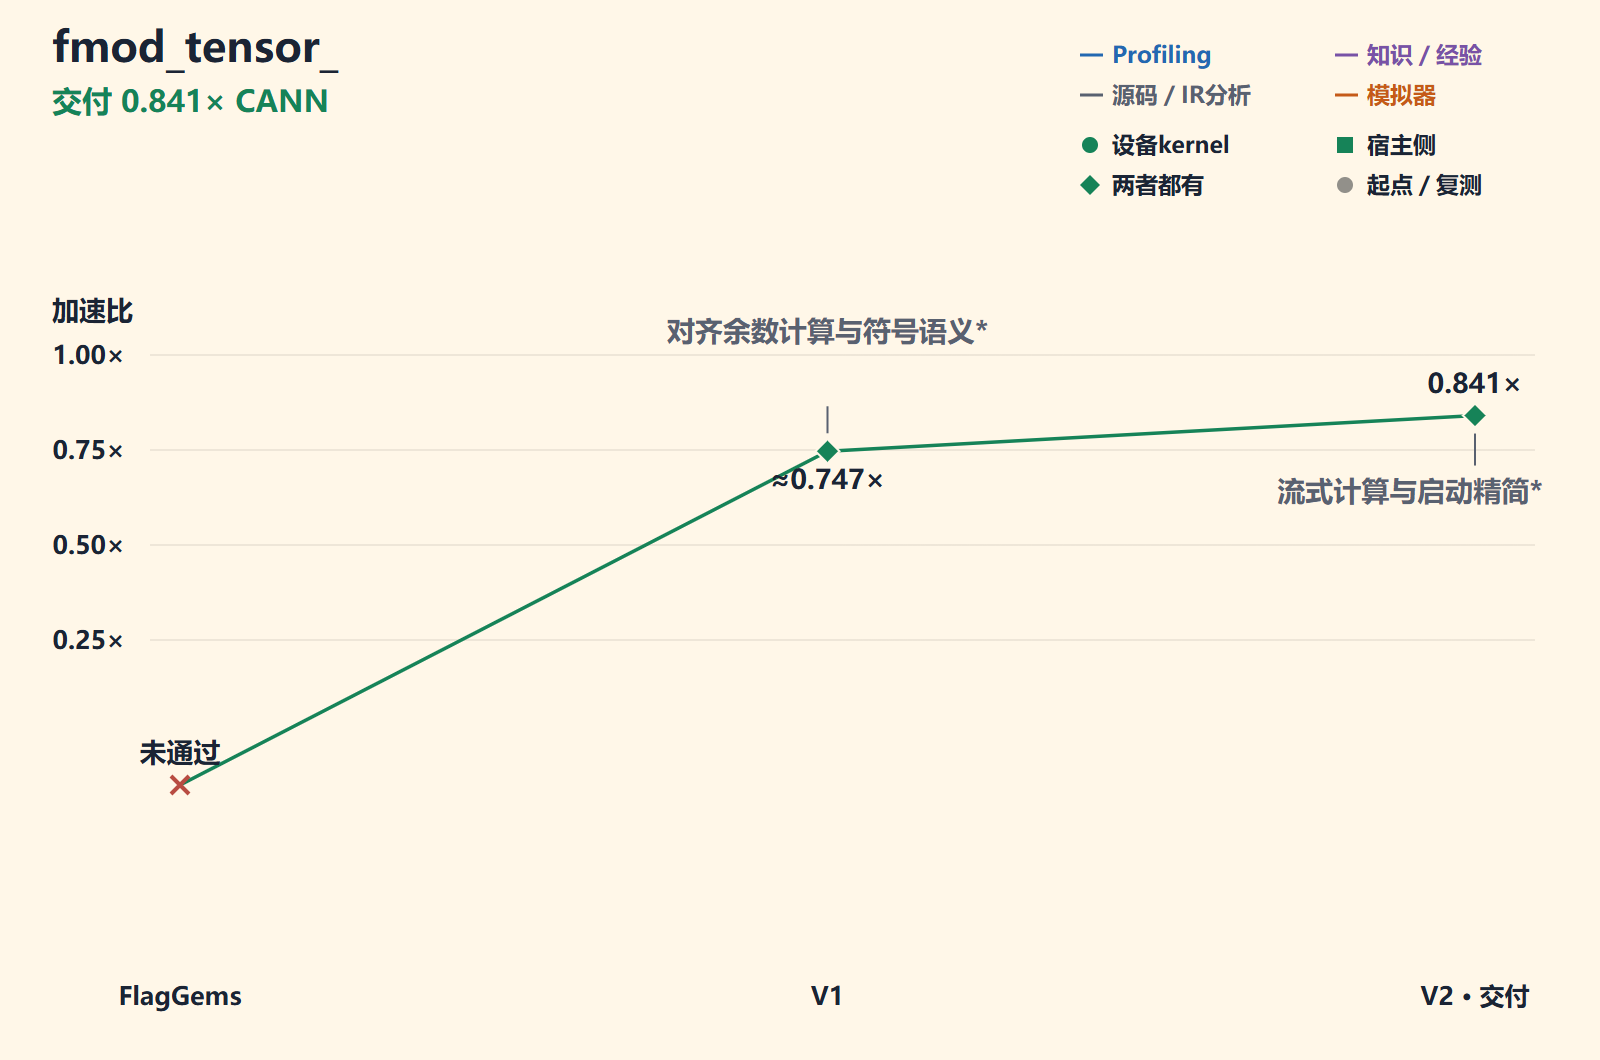 fmod_tensor_
交付 0.841× CANN
Profiling
知识 / 经验
源码 / IR分析
模拟器
设备kernel
宿主侧
两者都有
起点 / 复测
加速比
对齐余数计算与符号语义*
1.00×
0.841×
0.75×
≈0.747×
流式计算与启动精简*
0.50×
0.25×
未通过
FlagGems
V1
V2 • 交付